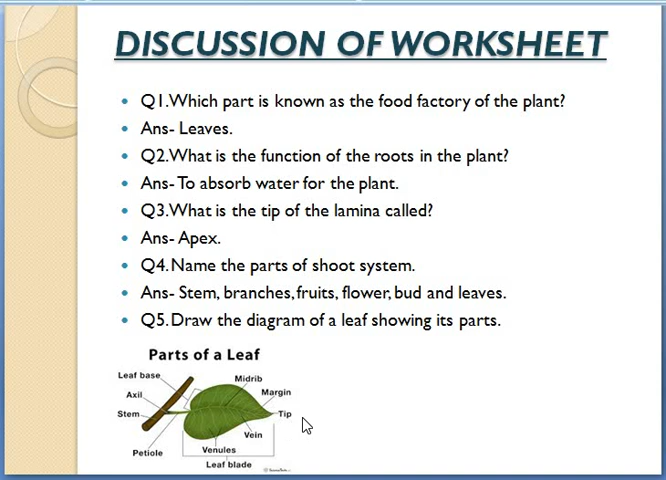 DISCUSSION OF WORKSHEET
• Q1.Which part is known as the food factory of the plant?
• Ans- Leaves.
• Q2.What is the function of the roots in the plant?
• Ans- To absorb water for the plant.
• Q3.What is the tip of the lamina called?
• Ans- Apex.
• Q4. Name the parts of shoot system.
• Ans- Stem, branches, fruits, flower, bud and leaves.
• Q5. Draw the diagram of a leaf showing its parts.
Parts of a Leaf
Leaf base
Midrib
Axil
Margin
Stem
Tip
Vein
Petiole
Venules
Leaf blade